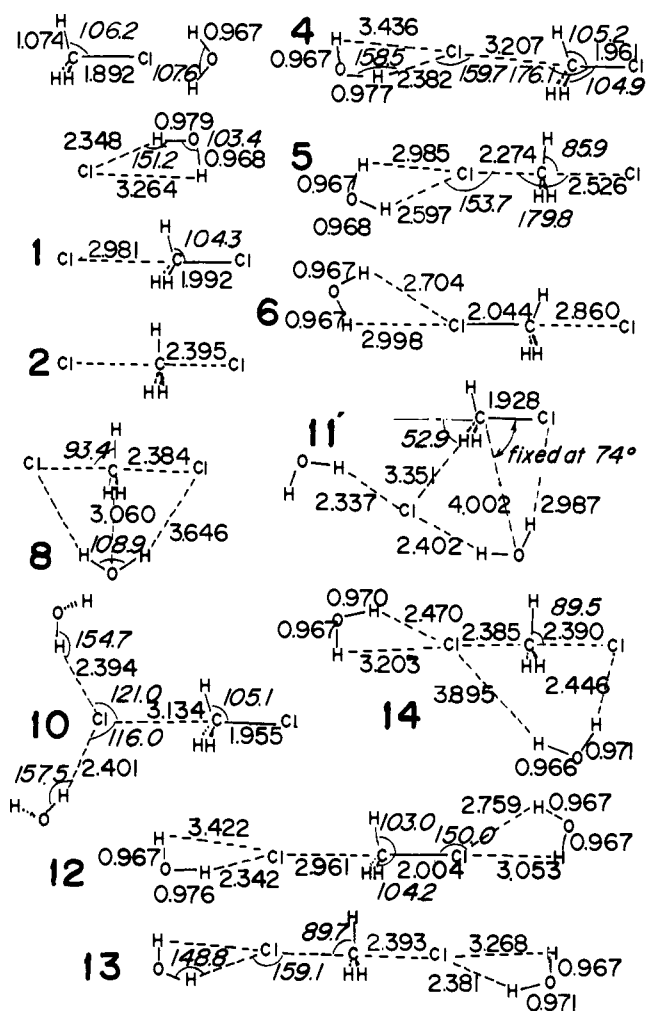 H 106.2 H 0.967
1.074 C Cl O
HH 1.892 107.6 H
0.979
2.348 H O 103.4
151.2 0.968
Cl 3.264 H
1 Cl 2.981 H C 104.3 Cl
HH 1.992
2 Cl H C 2.395 Cl
HH
8 Cl 93.4 H C 2.384 Cl
HH
3.060 3.646
H 108.9 H
O
10 O H
H 154.7
2.394
121.0 H 105.1
Cl 3.134 C Cl
116.0 HH 1.955
157.5 H 2.401
H O
4 H 3.436 Cl 3.207 H 105.2 1.961
0.967 158.5 C Cl
O H 2.382 159.7 176.1 HH 104.9
0.977
5 H 2.985 Cl 2.274 H 85.9
0.967 C Cl
O H 2.597 153.7 HH 2.526
0.968 179.8
6 0.967 H 2.704
O 2.044 H 2.860
0.967 H 2.998 Cl C Cl
HH
11' H 1.928
C Cl
52.9 HH fixed at 74°
O H 3.351
H 2.337 Cl 4.002 2.987
2.402 H O H
14 0.970 H 2.470 H 89.5
O 2.385 2.390
0.967 H 3.203 Cl C Cl
HH
3.895 2.446
H H
0.966 O 0.971
12 H 3.422 H 103.0 150.0 2.759 H 0.967
0.967 Cl C Cl O 0.967
O H 2.342 2.961 HH 2.004 3.053 H
0.976 104.2
13 H 148.8 Cl 89.7 H C 2.393 Cl 3.268 H
O H 159.1 HH 2.381 H O 0.967
0.971